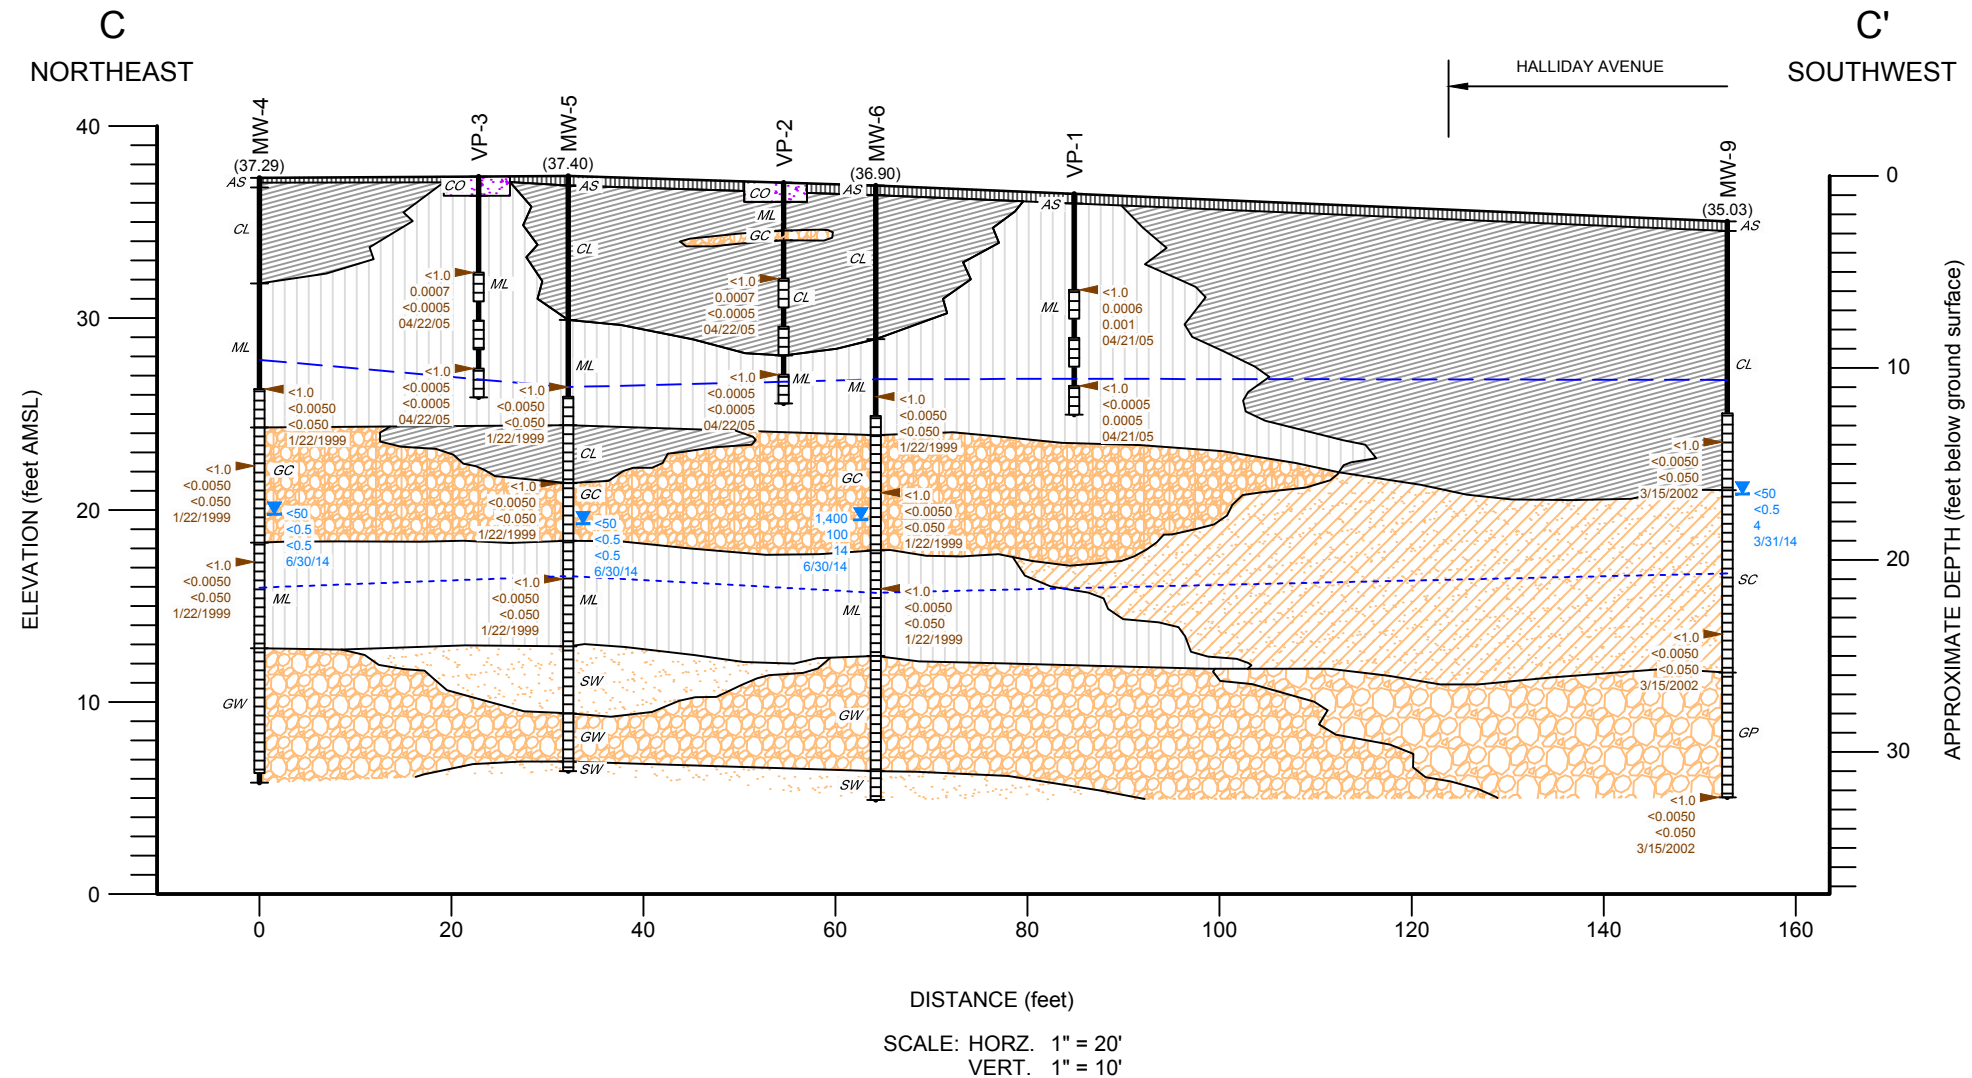 C
NORTHEAST
C'
SOUTHWEST
HALLIDAY AVENUE
MW-4
(37.29)
VP-3
MW-5
(37.40)
VP-2
MW-6
(36.90)
VP-1
MW-9
(35.03)
ELEVATION (feet AMSL)
40
30
20
10
0
APPROXIMATE DEPTH (feet below ground surface)
0
10
20
30
AS
CL
ML
<1.0
<0.0050
<0.050
1/22/1999
<1.0
<0.0050
<0.050
1/22/1999
GC
<50
<0.5
<0.5
6/30/14
<1.0
<0.0050
<0.050
1/22/1999
ML
GW
CO
<1.0
0.0007
<0.0005
04/22/05
ML
<1.0
<0.0005
<0.0005
04/22/05
AS
CL
ML
<1.0
<0.0050
<0.050
1/22/1999
CL
<1.0
<0.0050
<0.050
1/22/1999
GC
<50
<0.5
<0.5
6/30/14
<1.0
<0.0050
<0.050
1/22/1999
ML
SW
GW
SW
CO
ML
GC
<1.0
0.0007
<0.0005
04/22/05
CL
<1.0
<0.0005
<0.0005
04/22/05
ML
AS
CL
ML
<1.0
<0.0050
<0.050
1/22/1999
GC
<1.0
<0.0050
<0.050
1/22/1999
1,400
100
14
6/30/14
<1.0
<0.0050
<0.050
1/22/1999
ML
GW
SW
AS
ML
<1.0
0.0006
0.001
04/21/05
<1.0
<0.0005
0.0005
04/21/05
AS
CL
<1.0
<0.0050
<0.050
3/15/2002
<50
<0.5
4
3/31/14
SC
<1.0
<0.0050
<0.050
3/15/2002
GP
<1.0
<0.0050
<0.050
3/15/2002
0
20
40
60
80
100
120
140
160
DISTANCE (feet)
SCALE: HORZ. 1" = 20'
VERT. 1" = 10'